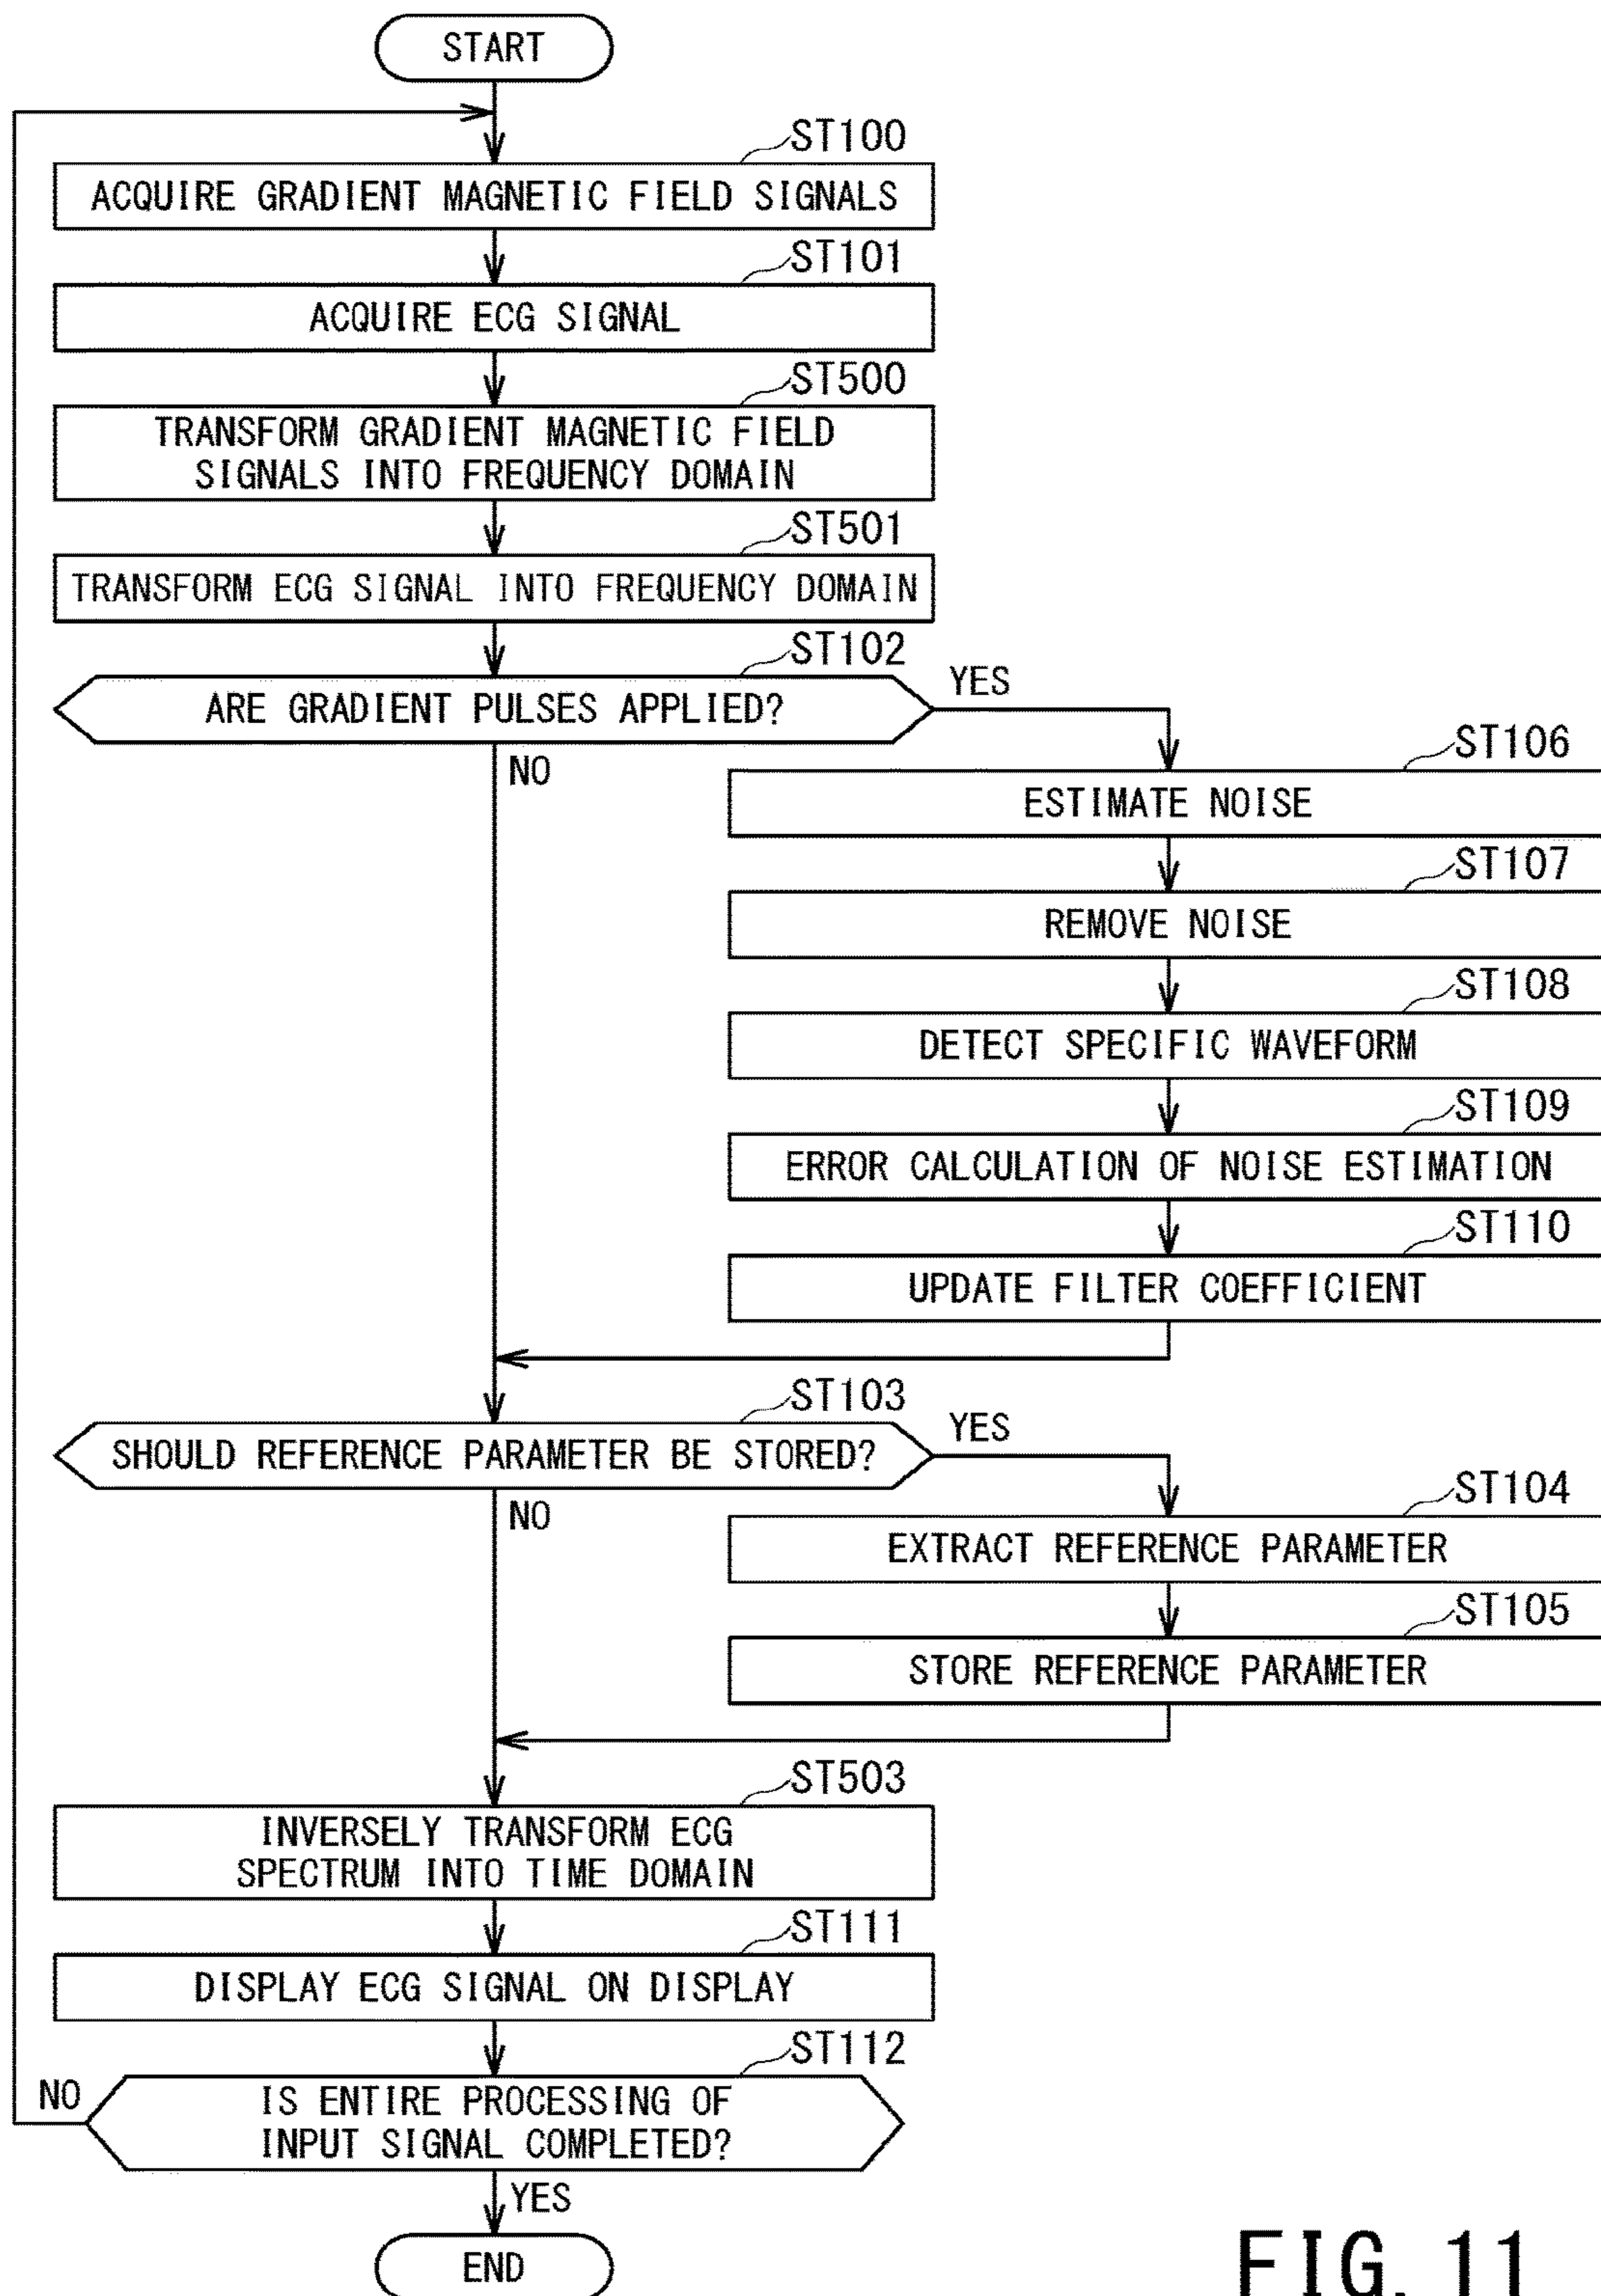 START
ST100
ACQUIRE GRADIENT MAGNETIC FIELD SIGNALS
ST101
ACQUIRE ECG SIGNAL
ST500
TRANSFORM GRADIENT MAGNETIC FIELD
SIGNALS INTO FREQUENCY DOMAIN
ST501
TRANSFORM ECG SIGNAL INTO FREQUENCY DOMAIN
ST102
ARE GRADIENT PULSES APPLIED?
YES
NO
ST106
ESTIMATE NOISE
ST107
REMOVE NOISE
ST108
DETECT SPECIFIC WAVEFORM
ST109
ERROR CALCULATION OF NOISE ESTIMATION
ST110
UPDATE FILTER COEFFICIENT
ST103
SHOULD REFERENCE PARAMETER BE STORED?
YES
NO
ST104
EXTRACT REFERENCE PARAMETER
ST105
STORE REFERENCE PARAMETER
ST503
INVERSELY TRANSFORM ECG
SPECTRUM INTO TIME DOMAIN
ST111
DISPLAY ECG SIGNAL ON DISPLAY
ST112
NO
IS ENTIRE PROCESSING OF
INPUT SIGNAL COMPLETED?
YES
END
FIG. 11